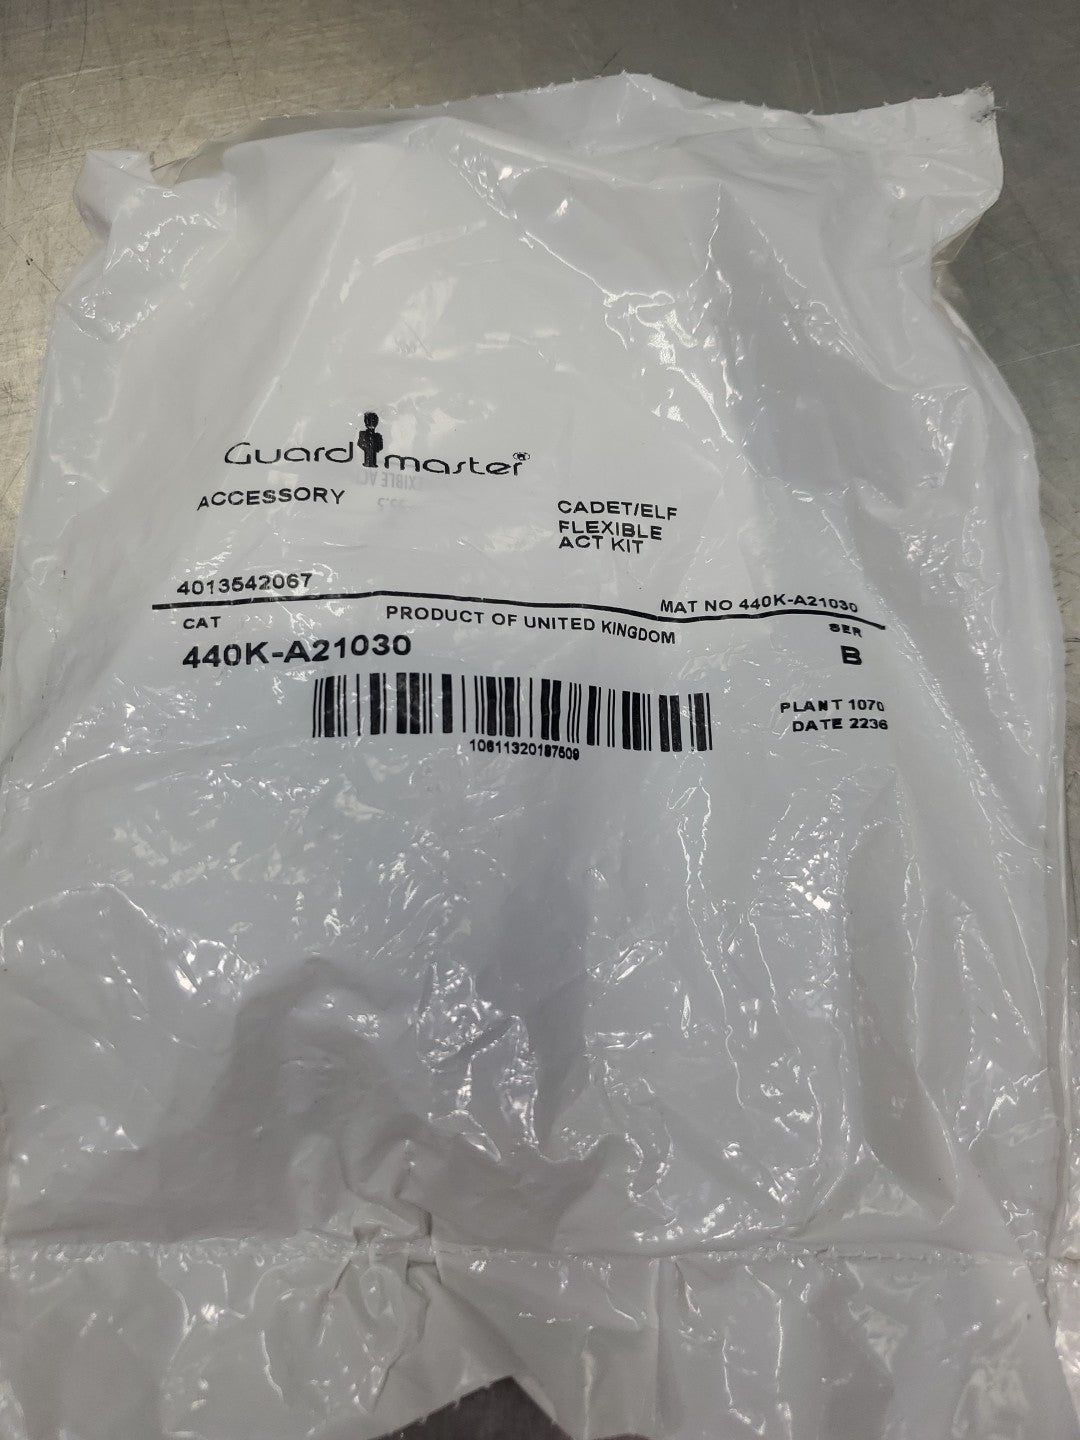 Guardmaster
ACCESSORY
CADET/ELF
FLEXIBLE
ACT KIT
4013542067
MAT NO 440K-A21030
CAT
PRODUCT OF UNITED KINGDOM
SER
440K-A21030
B
PLANT 1070
DATE 2236
10611320197509